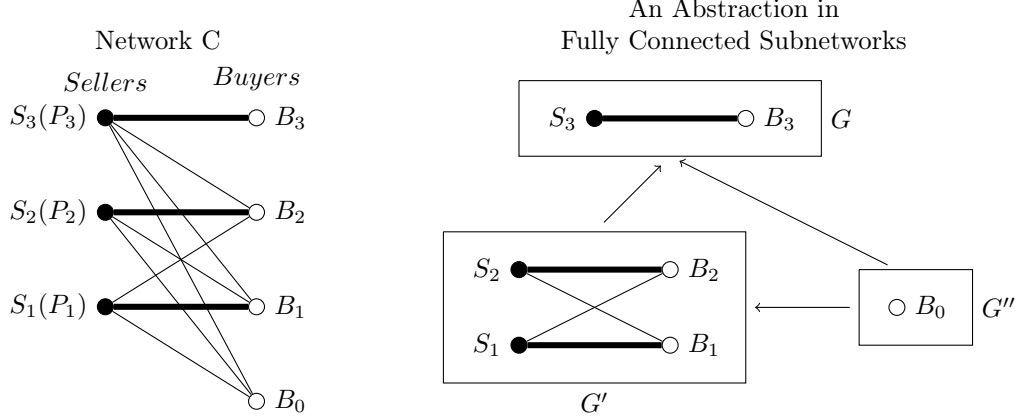 Network C
Sellers
Buyers
S₃(P₃)
B₃
S₂(P₂)
B₂
S₁(P₁)
B₁
B₀
An Abstraction in
Fully Connected Subnetworks
S₃
B₃
G
S₂
B₂
S₁
B₁
G′
B₀
G″